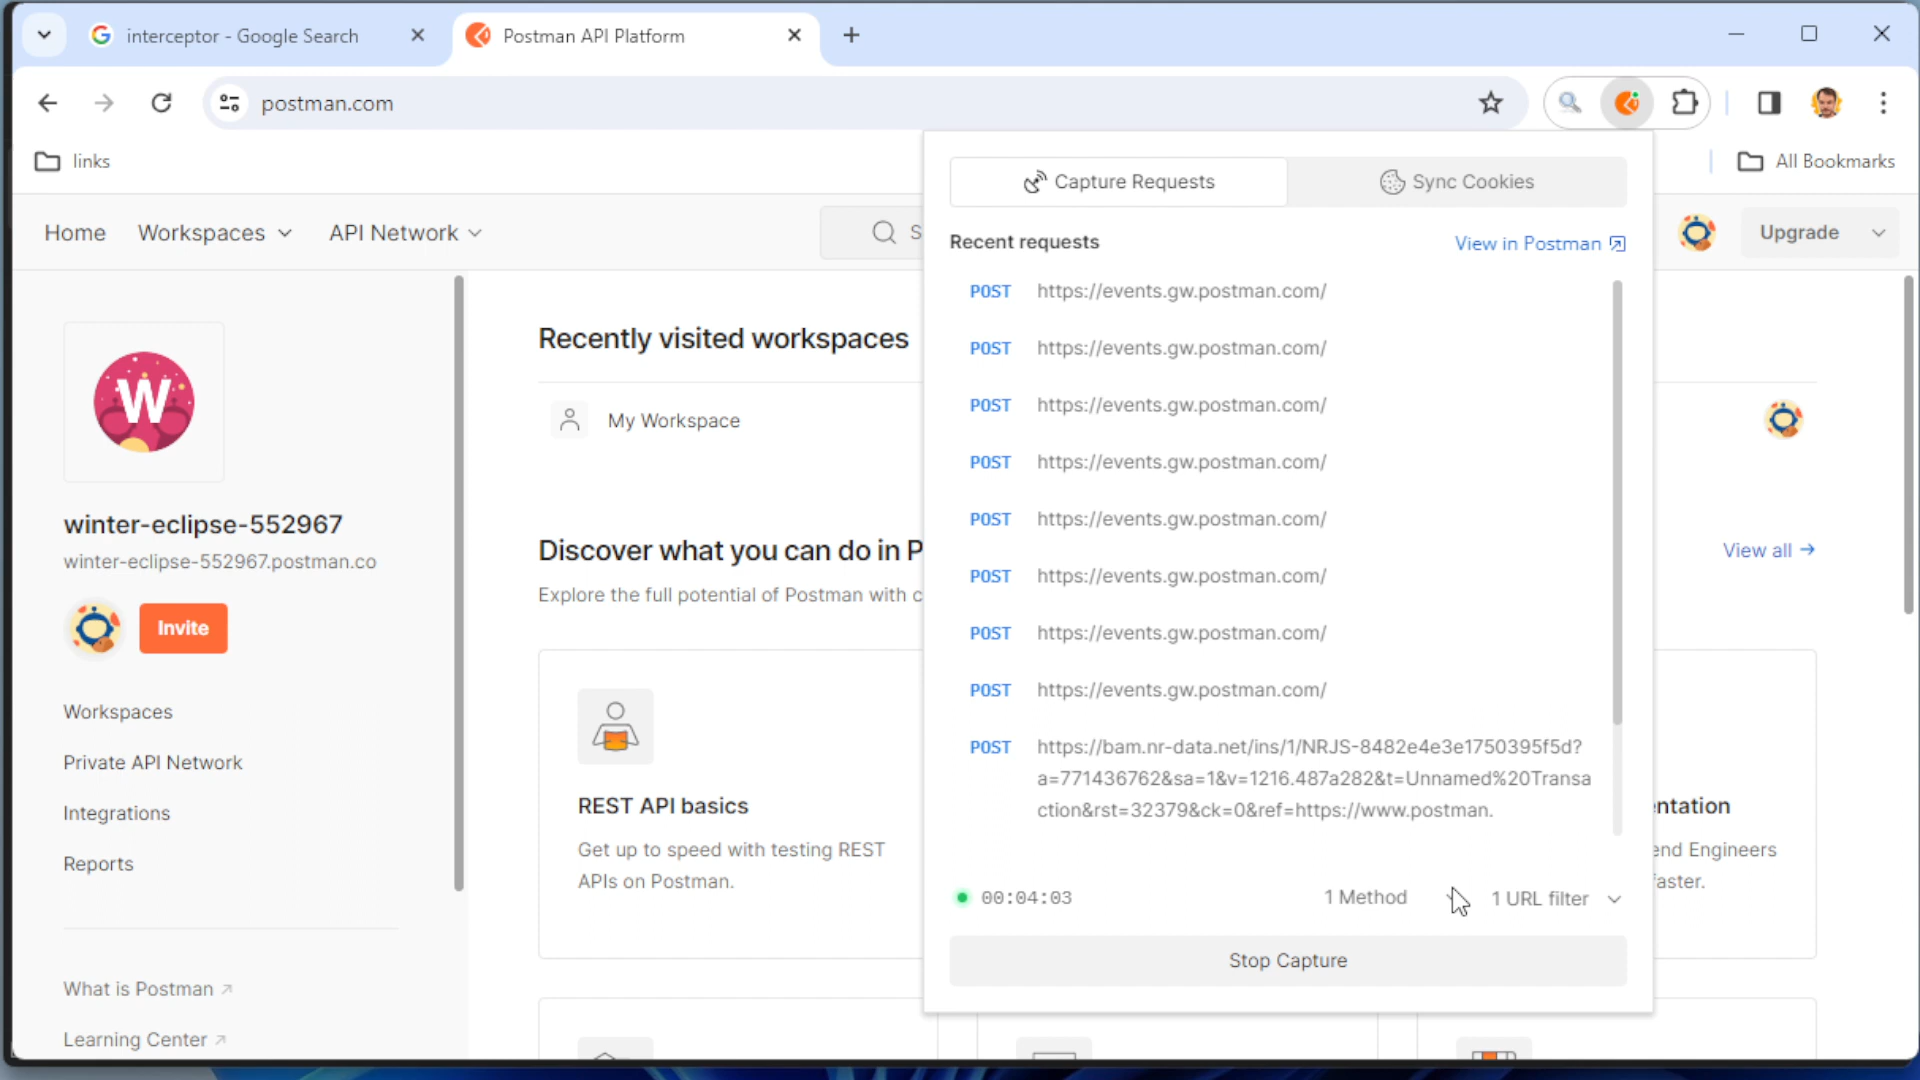 interceptor - Google Search
Postman API Platform
postman.com
links
All Bookmarks
Home
Workspaces
API Network
S
Upgrade
Capture Requests
Sync Cookies
Recent requests
View in Postman
POST https://events.gw.postman.com/
POST https://events.gw.postman.com/
POST https://events.gw.postman.com/
POST https://events.gw.postman.com/
POST https://events.gw.postman.com/
POST https://events.gw.postman.com/
POST https://events.gw.postman.com/
POST https://events.gw.postman.com/
POST https://bam.nr-data.net/ins/1/NRJS-8482e4e3e1750395f5d?
a=771436762&sa=1&v=1216.487a282&t=Unnamed%20Transa
ction&rst=32379&ck=0&ref=https://www.postman.
00:04:03
1 Method
1 URL filter
Stop Capture
W
winter-eclipse-552967
winter-eclipse-552967.postman.co
Invite
Workspaces
Private API Network
Integrations
Reports
What is Postman
Learning Center
Recently visited workspaces
My Workspace
Discover what you can do in P
View all
Explore the full potential of Postman with c
REST API basics
Get up to speed with testing REST
APIs on Postman.
entation
end Engineers
faster.